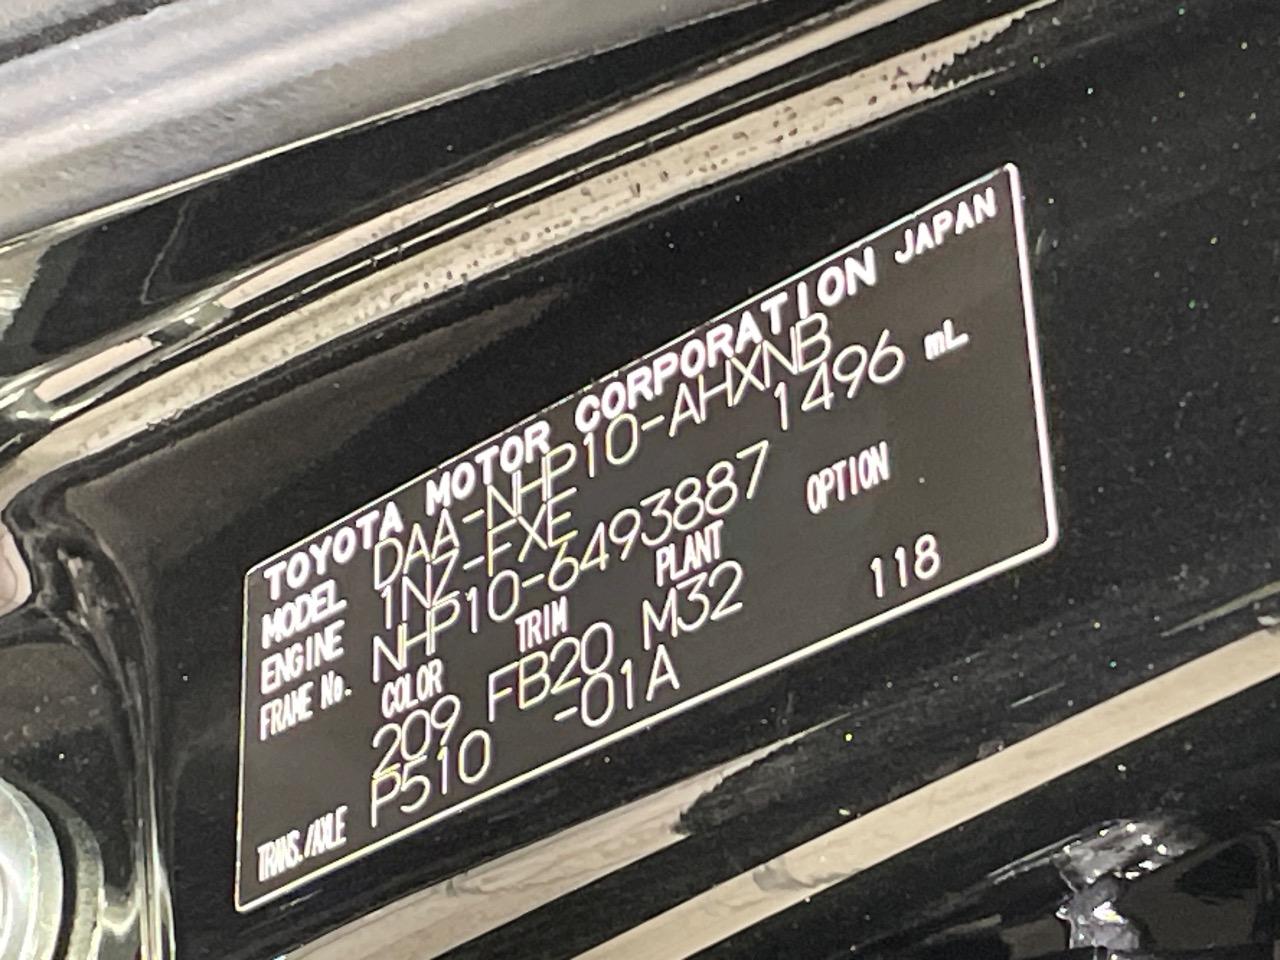 TOYOTA MOTOR CORPORATION JAPAN
MODEL DAA-NHP10-AHXNB
ENGINE 1NZ-FXE 1496 mL
FRAME No. NHP10-6493887
COLOR TRIM PLANT OPTION
209 FB20 M32 118
-01A
TRANS./AXLE P510